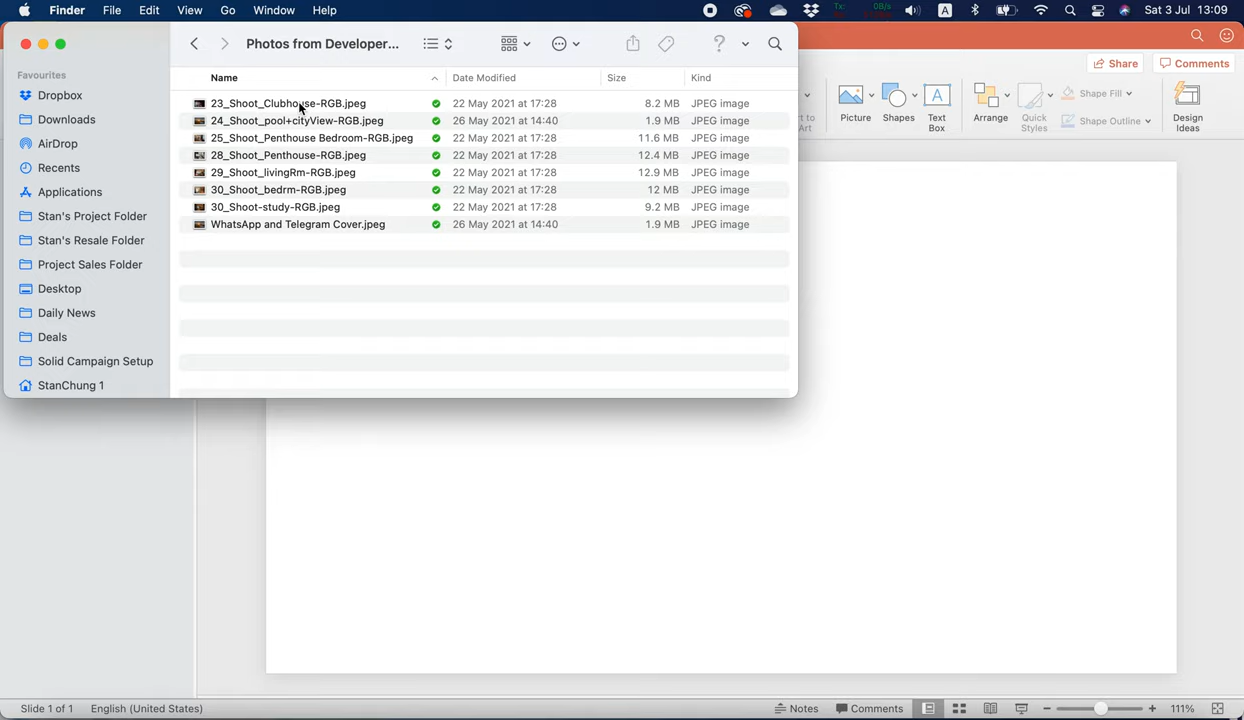 Finder File Edit View Go Window Help
A Sat 3 Jul 13:09
Photos from Developer...
Share Comments
Favourites
Dropbox
Downloads
AirDrop
Recents
Applications
Stan's Project Folder
Stan's Resale Folder
Project Sales Folder
Desktop
Daily News
Deals
Solid Campaign Setup
StanChung 1
Name Date Modified Size Kind
23_Shoot_Clubhouse-RGB.jpeg 22 May 2021 at 17:28 8.2 MB JPEG image
24_Shoot_pool+cityView-RGB.jpeg 26 May 2021 at 14:40 1.9 MB JPEG image
25_Shoot_Penthouse Bedroom-RGB.jpeg 22 May 2021 at 17:28 11.6 MB JPEG image
28_Shoot_Penthouse-RGB.jpeg 22 May 2021 at 17:28 12.4 MB JPEG image
29_Shoot_livingRm-RGB.jpeg 22 May 2021 at 17:28 12.9 MB JPEG image
30_Shoot_bedrm-RGB.jpeg 22 May 2021 at 17:28 12 MB JPEG image
30_Shoot-study-RGB.jpeg 22 May 2021 at 17:28 9.2 MB JPEG image
WhatsApp and Telegram Cover.jpeg 26 May 2021 at 14:40 1.9 MB JPEG image
Picture Shapes Text Box Arrange Quick Styles Shape Fill Design Ideas
Shape Outline
Slide 1 of 1 English (United States) Notes Comments 111%